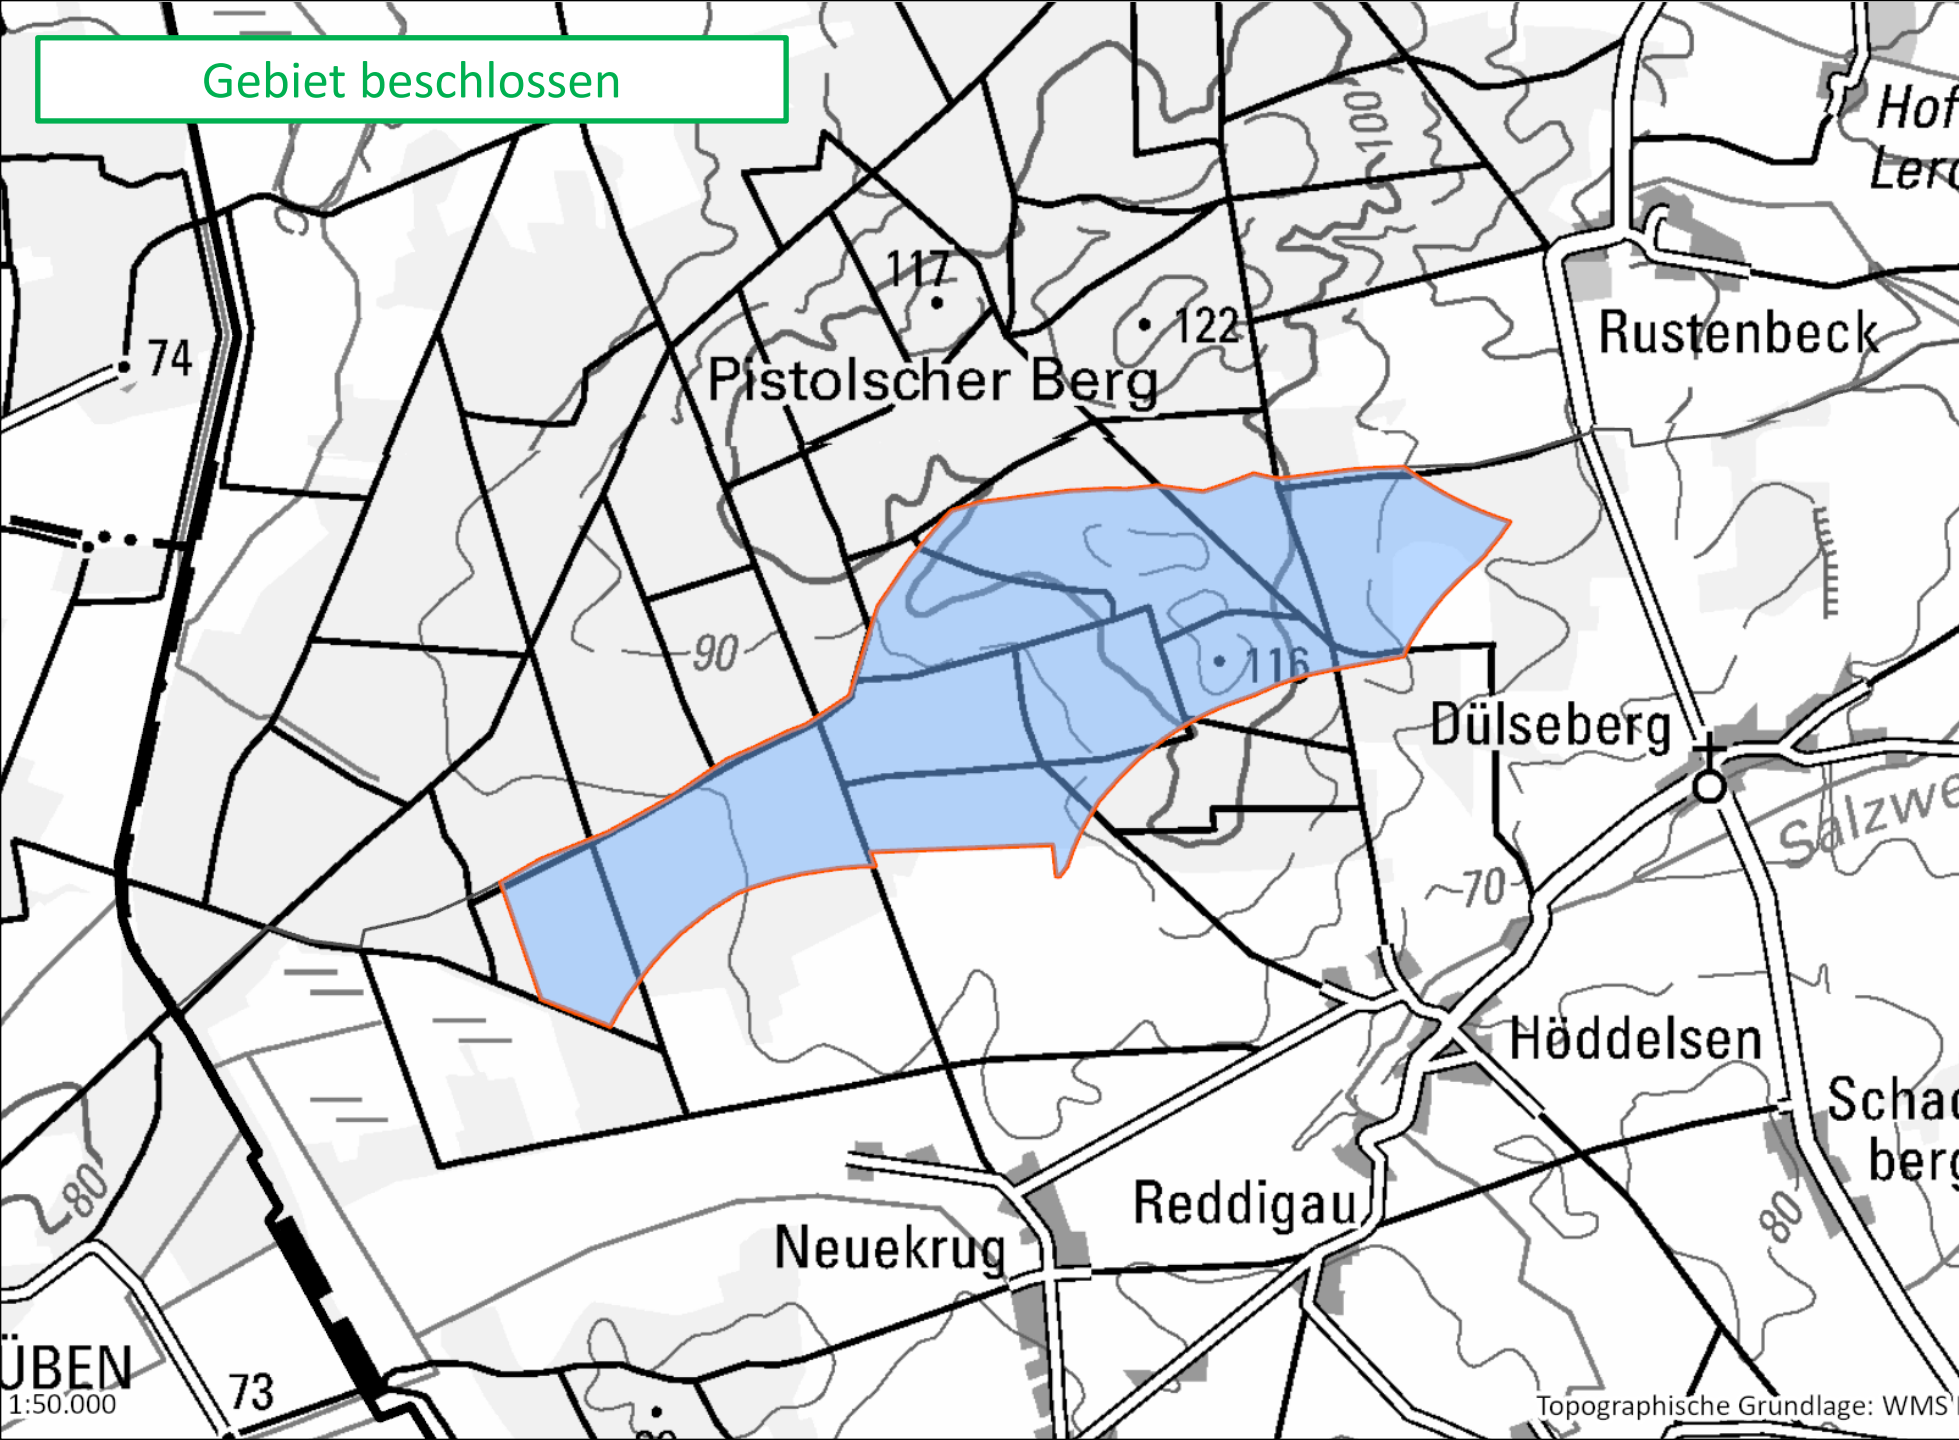 Gebiet beschlossen
100
117
122
74
Pistolscher Berg
Rustenbeck
90
116
Dülseberg
70
Höddelsen
80
Reddigau
80
Neuekrug
73
1:50.000
Topographische Grundlage: WMS